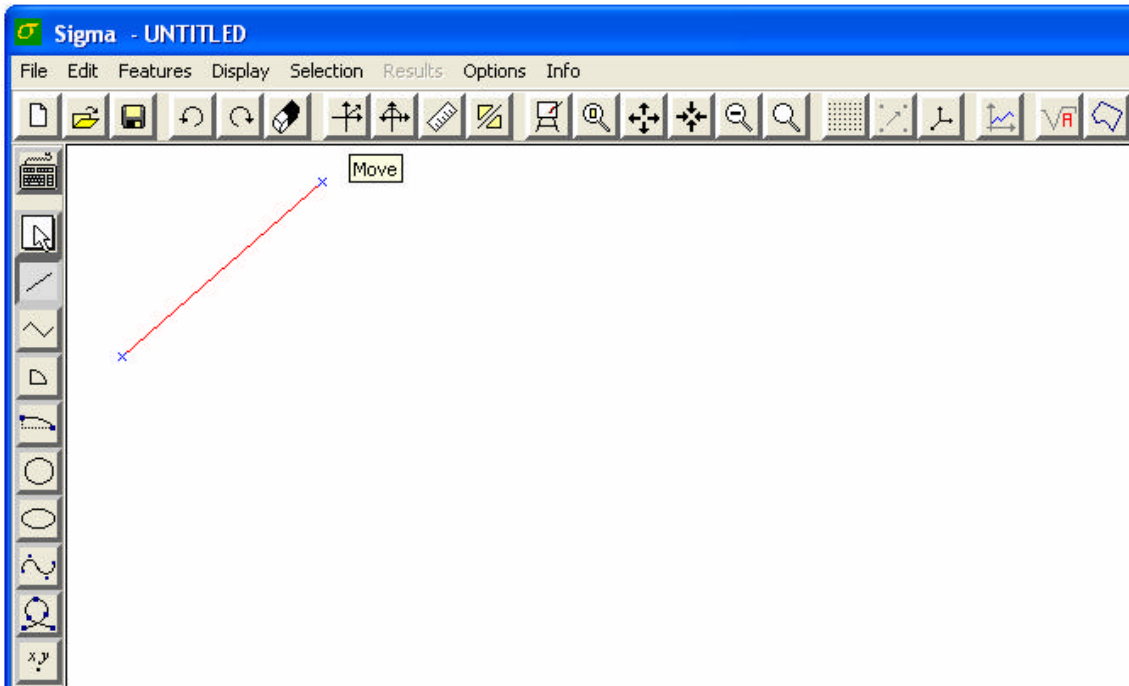 σ Sigma - UNTITLED
File Edit Features Display Selection Results Options Info
A
Move
x,y